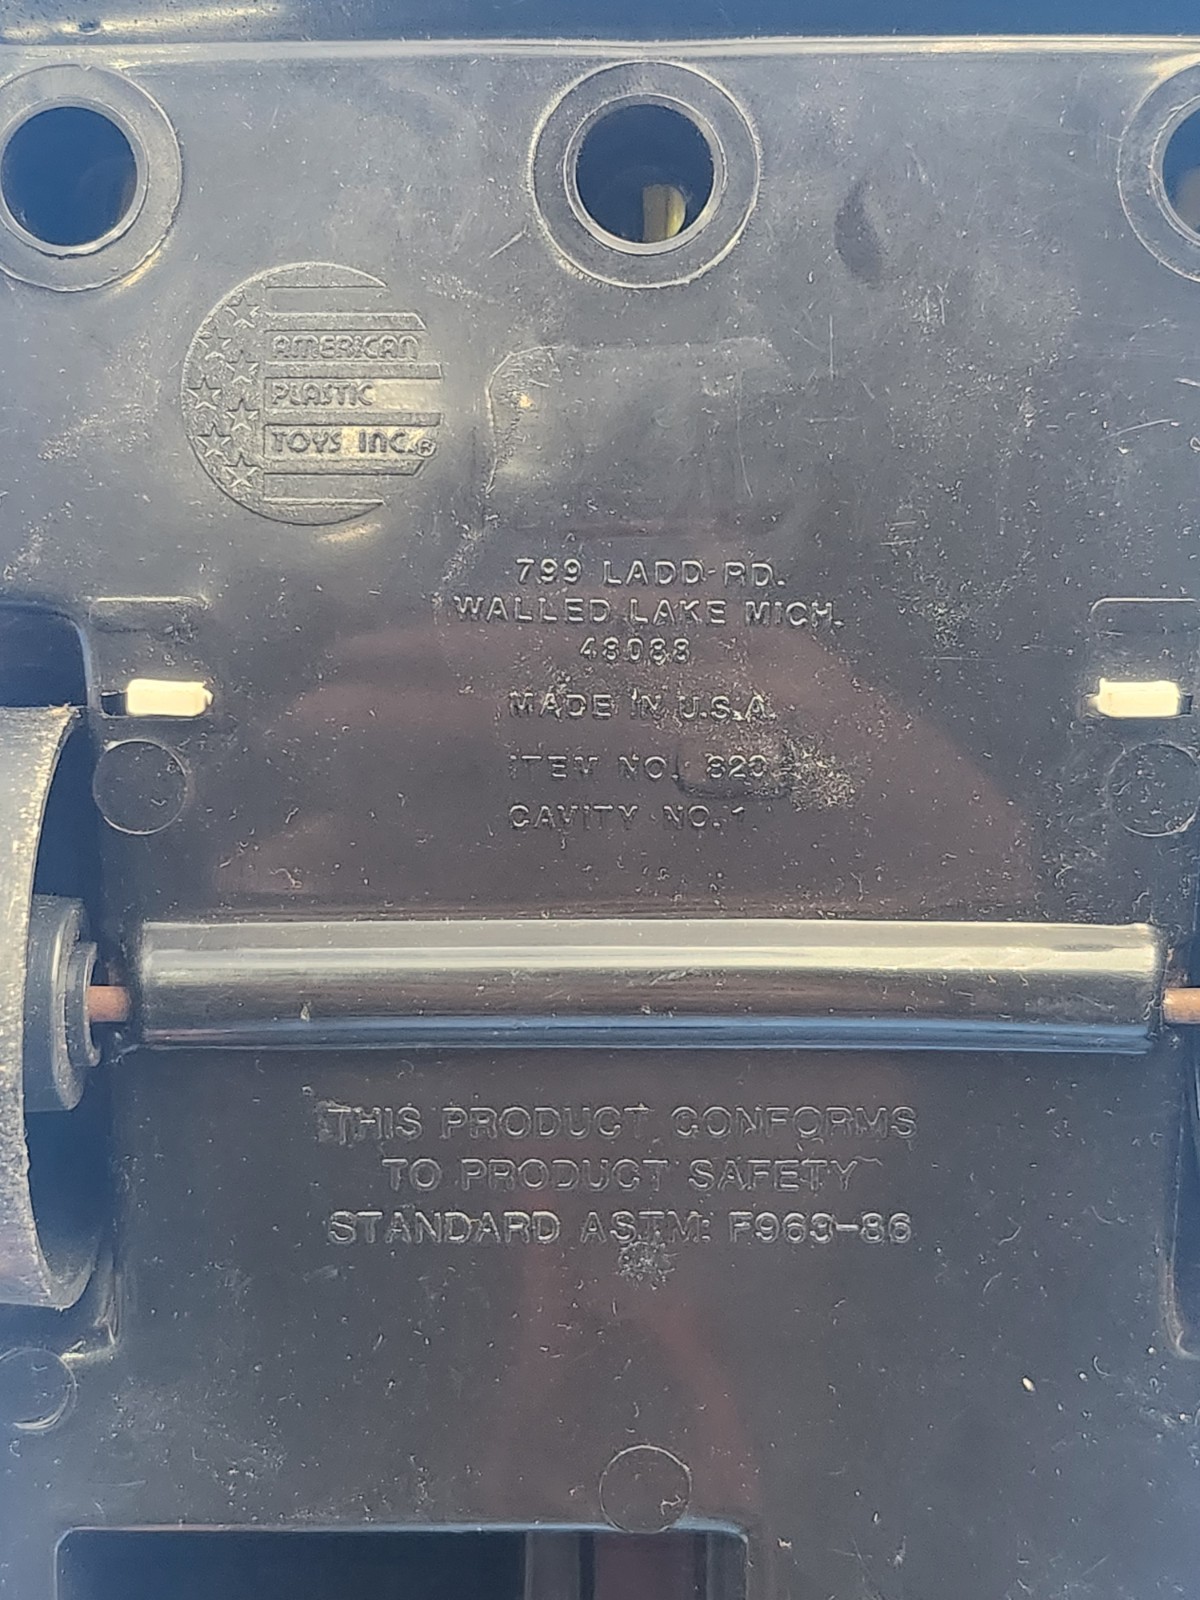 AMERICAN
PLASTIC
TOYS INC.®
799 LADD RD.
WALLED LAKE MICH.
48088
MADE IN U.S.A.
ITEM NO.
CAVITY NO. 1
THIS PRODUCT CONFORMS
TO PRODUCT SAFETY
STANDARD ASTM: F963-86